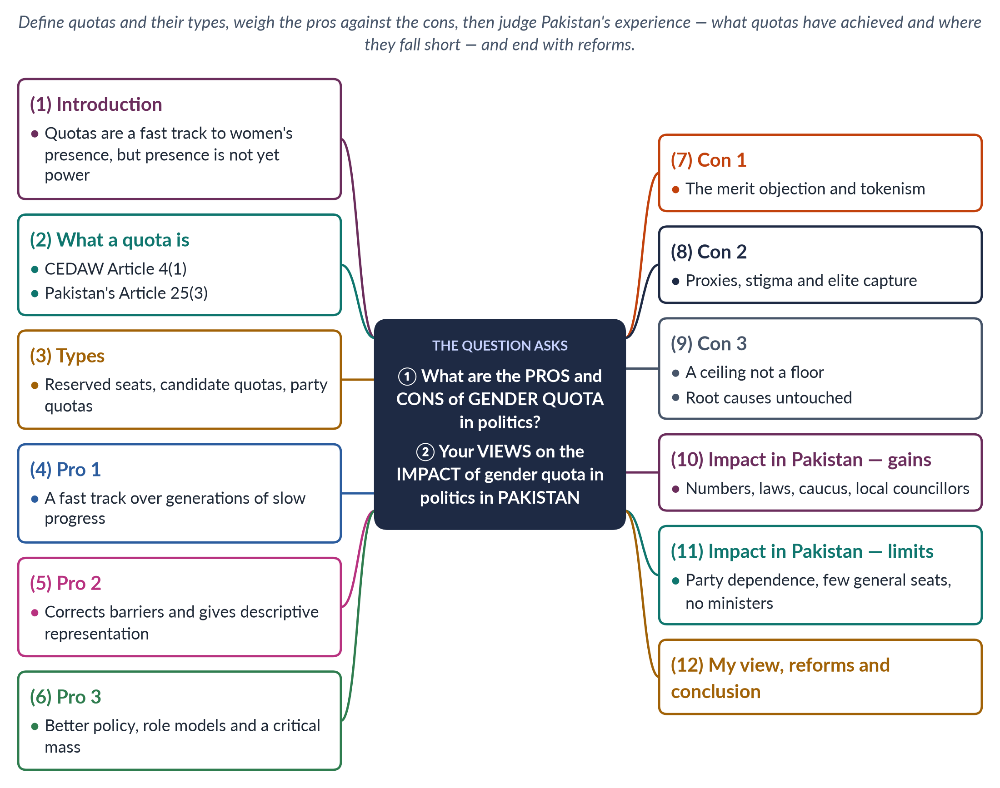 Define quotas and their types, weigh the pros against the cons, then judge Pakistan's experience — what quotas have achieved and where
they fall short — and end with reforms.
(1) Introduction
• Quotas are a fast track to women's
presence, but presence is not yet
power
(2) What a quota is
• CEDAW Article 4(1)
• Pakistan's Article 25(3)
(3) Types
• Reserved seats, candidate quotas, party
quotas
(4) Pro 1
• A fast track over generations of slow
progress
(5) Pro 2
• Corrects barriers and gives descriptive
representation
(6) Pro 3
• Better policy, role models and a critical
mass
THE QUESTION ASKS
① What are the PROS and
CONS of GENDER QUOTA
in politics?
② Your VIEWS on the
IMPACT of gender quota in
politics in PAKISTAN
(7) Con 1
• The merit objection and tokenism
(8) Con 2
• Proxies, stigma and elite capture
(9) Con 3
• A ceiling not a floor
• Root causes untouched
(10) Impact in Pakistan — gains
• Numbers, laws, caucus, local councillors
(11) Impact in Pakistan — limits
• Party dependence, few general seats,
no ministers
(12) My view, reforms and
conclusion